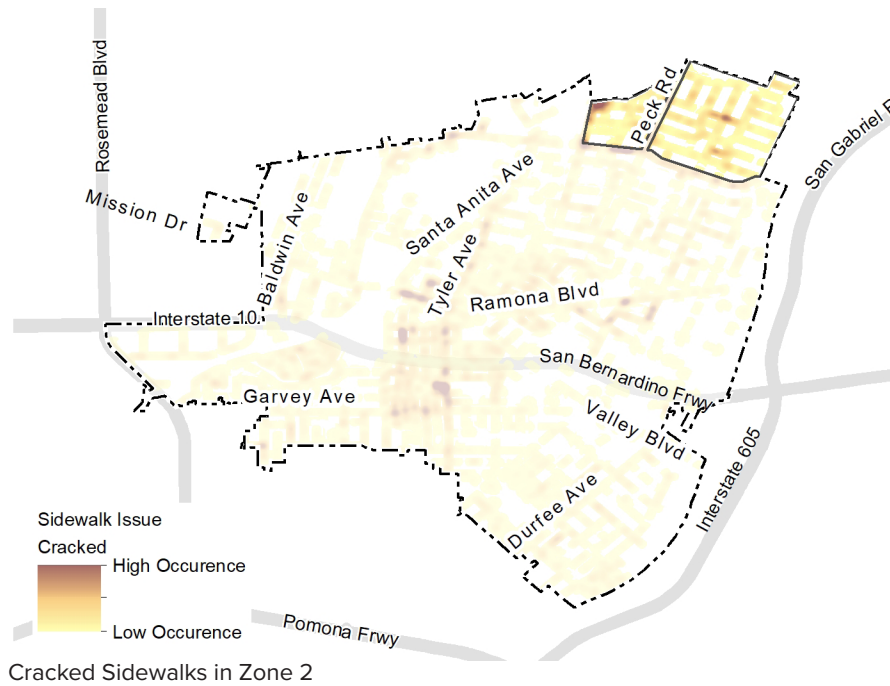 Rosemead Blvd
Peck Rd
San Gabriel R
Mission Dr
Santa Anita Ave
Baldwin Ave
Tyler Ave
Ramona Blvd
Interstate 10
San Bernardino Frwy
Garvey Ave
Valley Blvd
Interstate 605
Durfee Ave
Sidewalk Issue
Cracked
High Occurence
Low Occurence
Pomona Frwy
Cracked Sidewalks in Zone 2